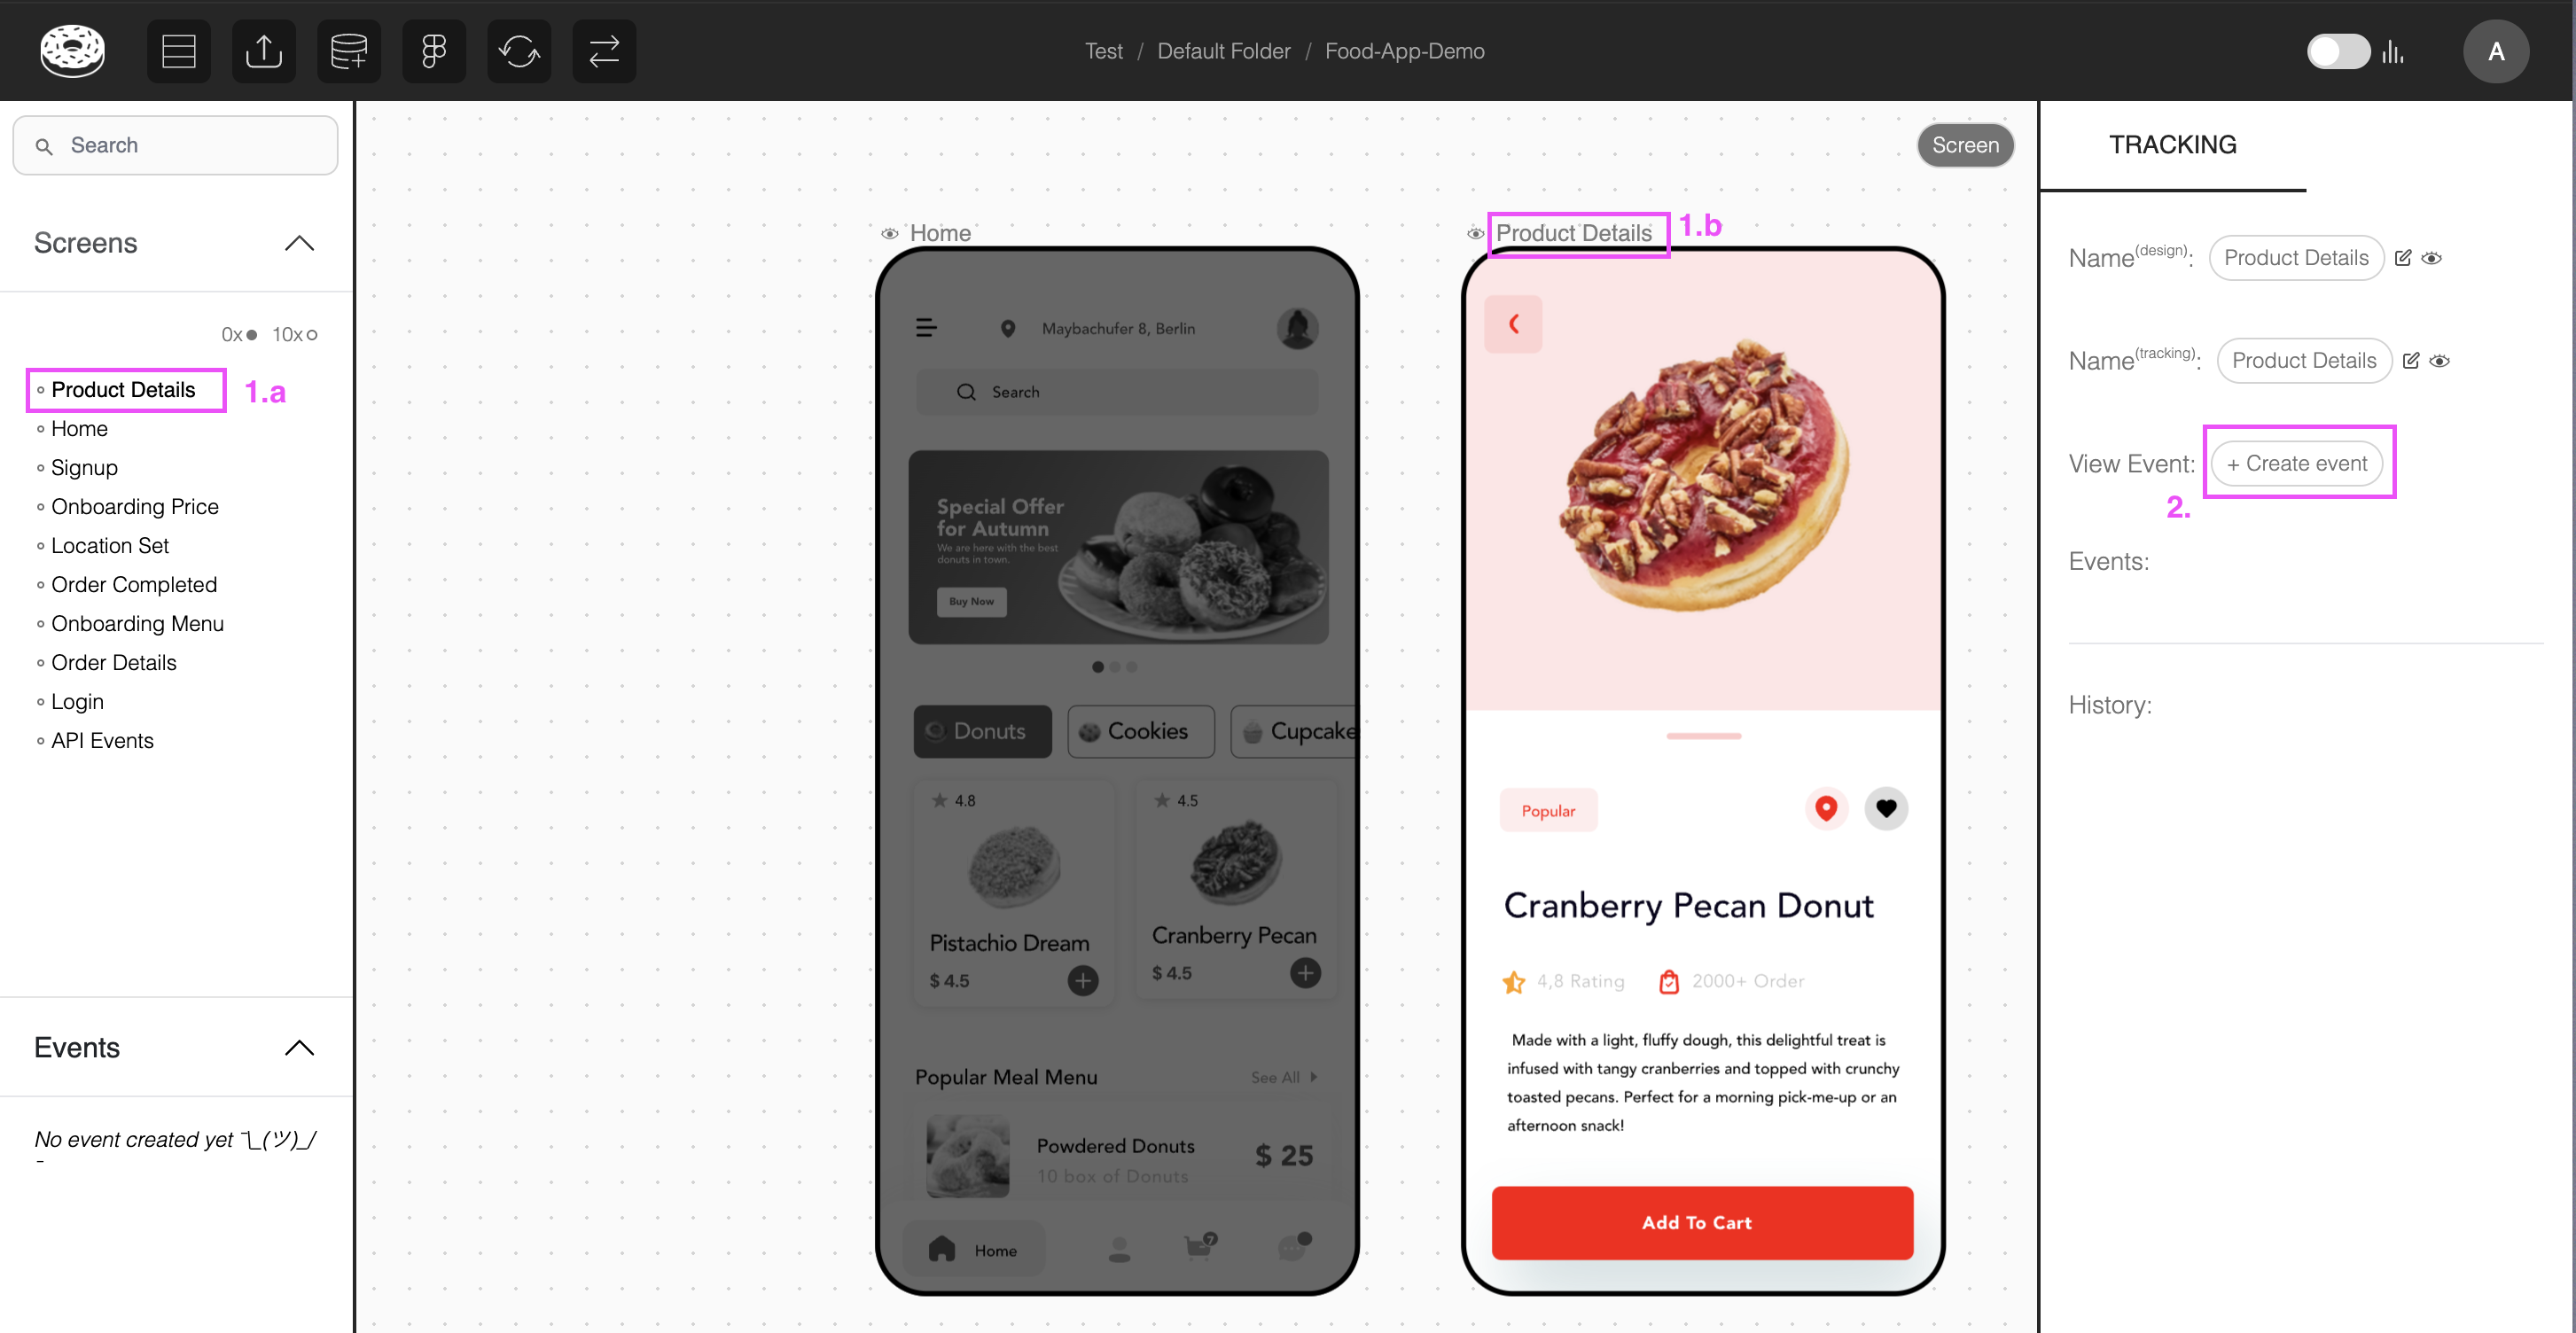 Test / Default Folder / Food-App-Demo
A
Search
Screens
0x 10x
Product Details 1.a
Home
Signup
Onboarding Price
Location Set
Order Completed
Onboarding Menu
Order Details
Login
API Events
Events
No event created yet ¯\_(ツ)_/
¯
Screen
Home
Maybachufer 8, Berlin
Search
Special Offer
for Autumn
We are here with the best
donuts in town.
Buy Now
Donuts Cookies Cupcake
4.8
Pistachio Dream
$ 4.5
4.5
Cranberry Pecan
$ 4.5
Popular Meal Menu See All
Powdered Donuts
10 box of Donuts
$ 25
Home 7
Product Details 1.b
Popular
Cranberry Pecan Donut
4,8 Rating 2000+ Order
Made with a light, fluffy dough, this delightful treat is
infused with tangy cranberries and topped with crunchy
toasted pecans. Perfect for a morning pick-me-up or an
afternoon snack!
Add To Cart
TRACKING
Name(design): Product Details
Name(tracking): Product Details
View Event: + Create event
2.
Events:
History: